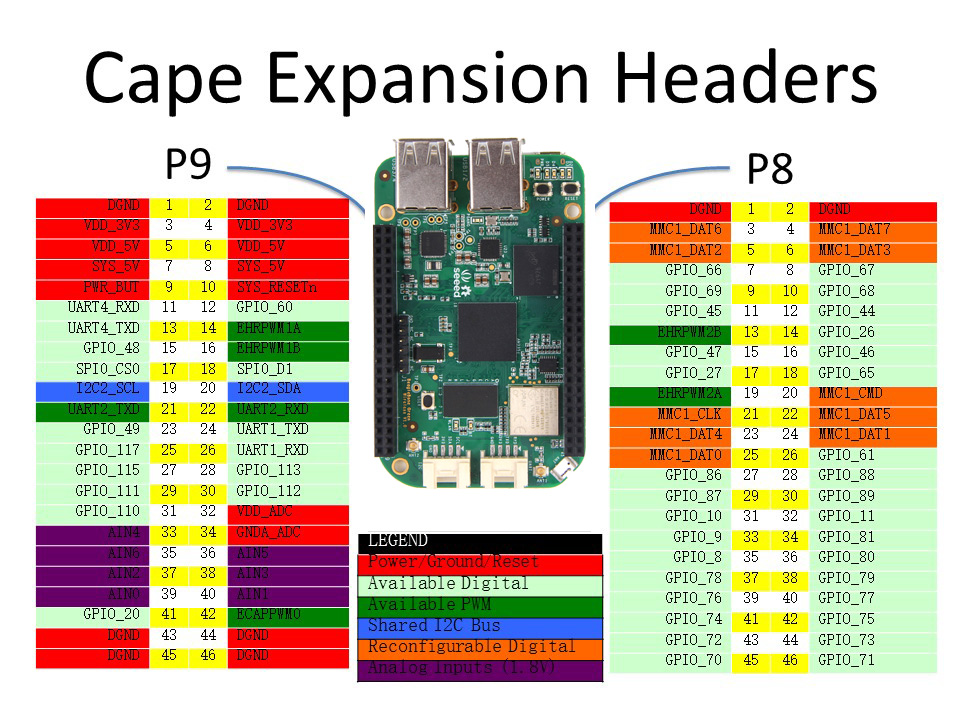 Cape Expansion Headers
P9
DGND 1 2 DGND
VDD_3V3 3 4 VDD_3V3
VDD_5V 5 6 VDD_5V
SYS_5V 7 8 SYS_5V
PWR_BUT 9 10 SYS_RESETn
UART4_RXD 11 12 GPIO_60
UART4_TXD 13 14 EHRPWM1A
GPIO_48 15 16 EHRPWM1B
SPIO_CS0 17 18 SPIO_D1
I2C2_SCL 19 20 I2C2_SDA
UART2_TXD 21 22 UART2_RXD
GPIO_49 23 24 UART1_TXD
GPIO_117 25 26 UART1_RXD
GPIO_115 27 28 GPIO_113
GPIO_111 29 30 GPIO_112
GPIO_110 31 32 VDD_ADC
AIN4 33 34 GNDA_ADC
AIN6 35 36 AIN5
AIN2 37 38 AIN3
AIN0 39 40 AIN1
GPIO_20 41 42 ECAPPWM0
DGND 43 44 DGND
DGND 45 46 DGND
POWER RESET
seeed
LEGEND
Power/Ground/Reset
Available Digital
Available PWM
Shared I2C Bus
Reconfigurable Digital
Analog Inputs (1.8V)
P8
DGND 1 2 DGND
MMC1_DAT6 3 4 MMC1_DAT7
MMC1_DAT2 5 6 MMC1_DAT3
GPIO_66 7 8 GPIO_67
GPIO_69 9 10 GPIO_68
GPIO_45 11 12 GPIO_44
EHRPWM2B 13 14 GPIO_26
GPIO_47 15 16 GPIO_46
GPIO_27 17 18 GPIO_65
EHRPWM2A 19 20 MMC1_CMD
MMC1_CLK 21 22 MMC1_DAT5
MMC1_DAT4 23 24 MMC1_DAT1
MMC1_DAT0 25 26 GPIO_61
GPIO_86 27 28 GPIO_88
GPIO_87 29 30 GPIO_89
GPIO_10 31 32 GPIO_11
GPIO_9 33 34 GPIO_81
GPIO_8 35 36 GPIO_80
GPIO_78 37 38 GPIO_79
GPIO_76 39 40 GPIO_77
GPIO_74 41 42 GPIO_75
GPIO_72 43 44 GPIO_73
GPIO_70 45 46 GPIO_71